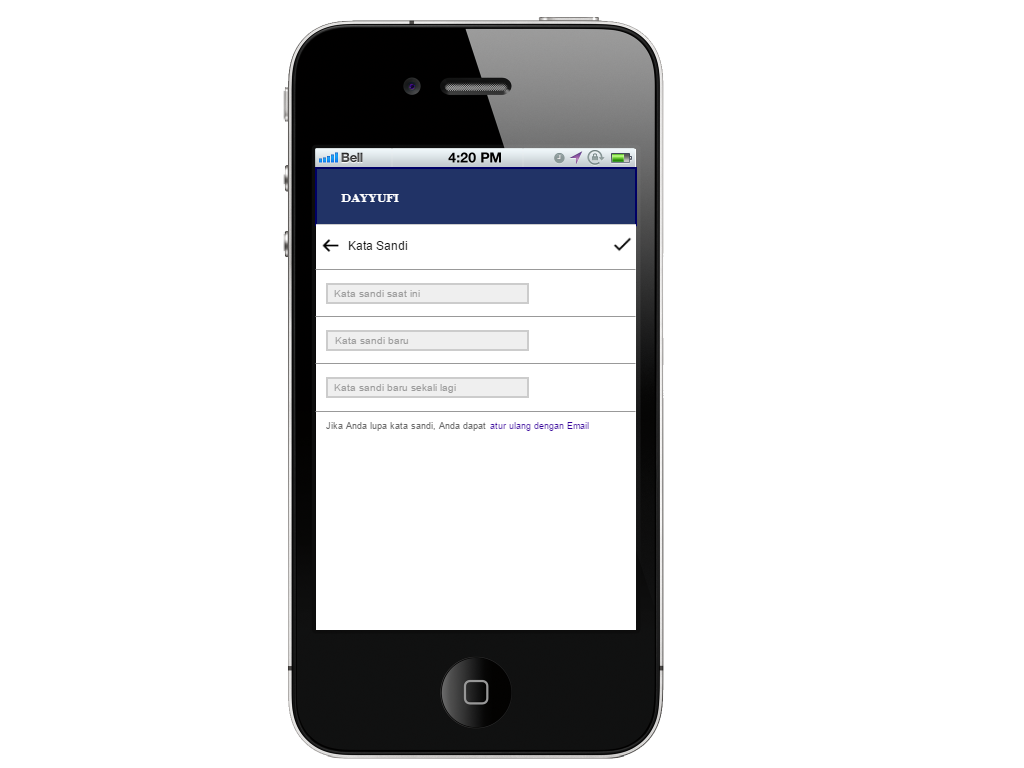 Bell 4:20 PM
DAYYUFI
Kata Sandi
Kata sandi saat ini
Kata sandi baru
Kata sandi baru sekali lagi
Jika Anda lupa kata sandi, Anda dapat atur ulang dengan Email